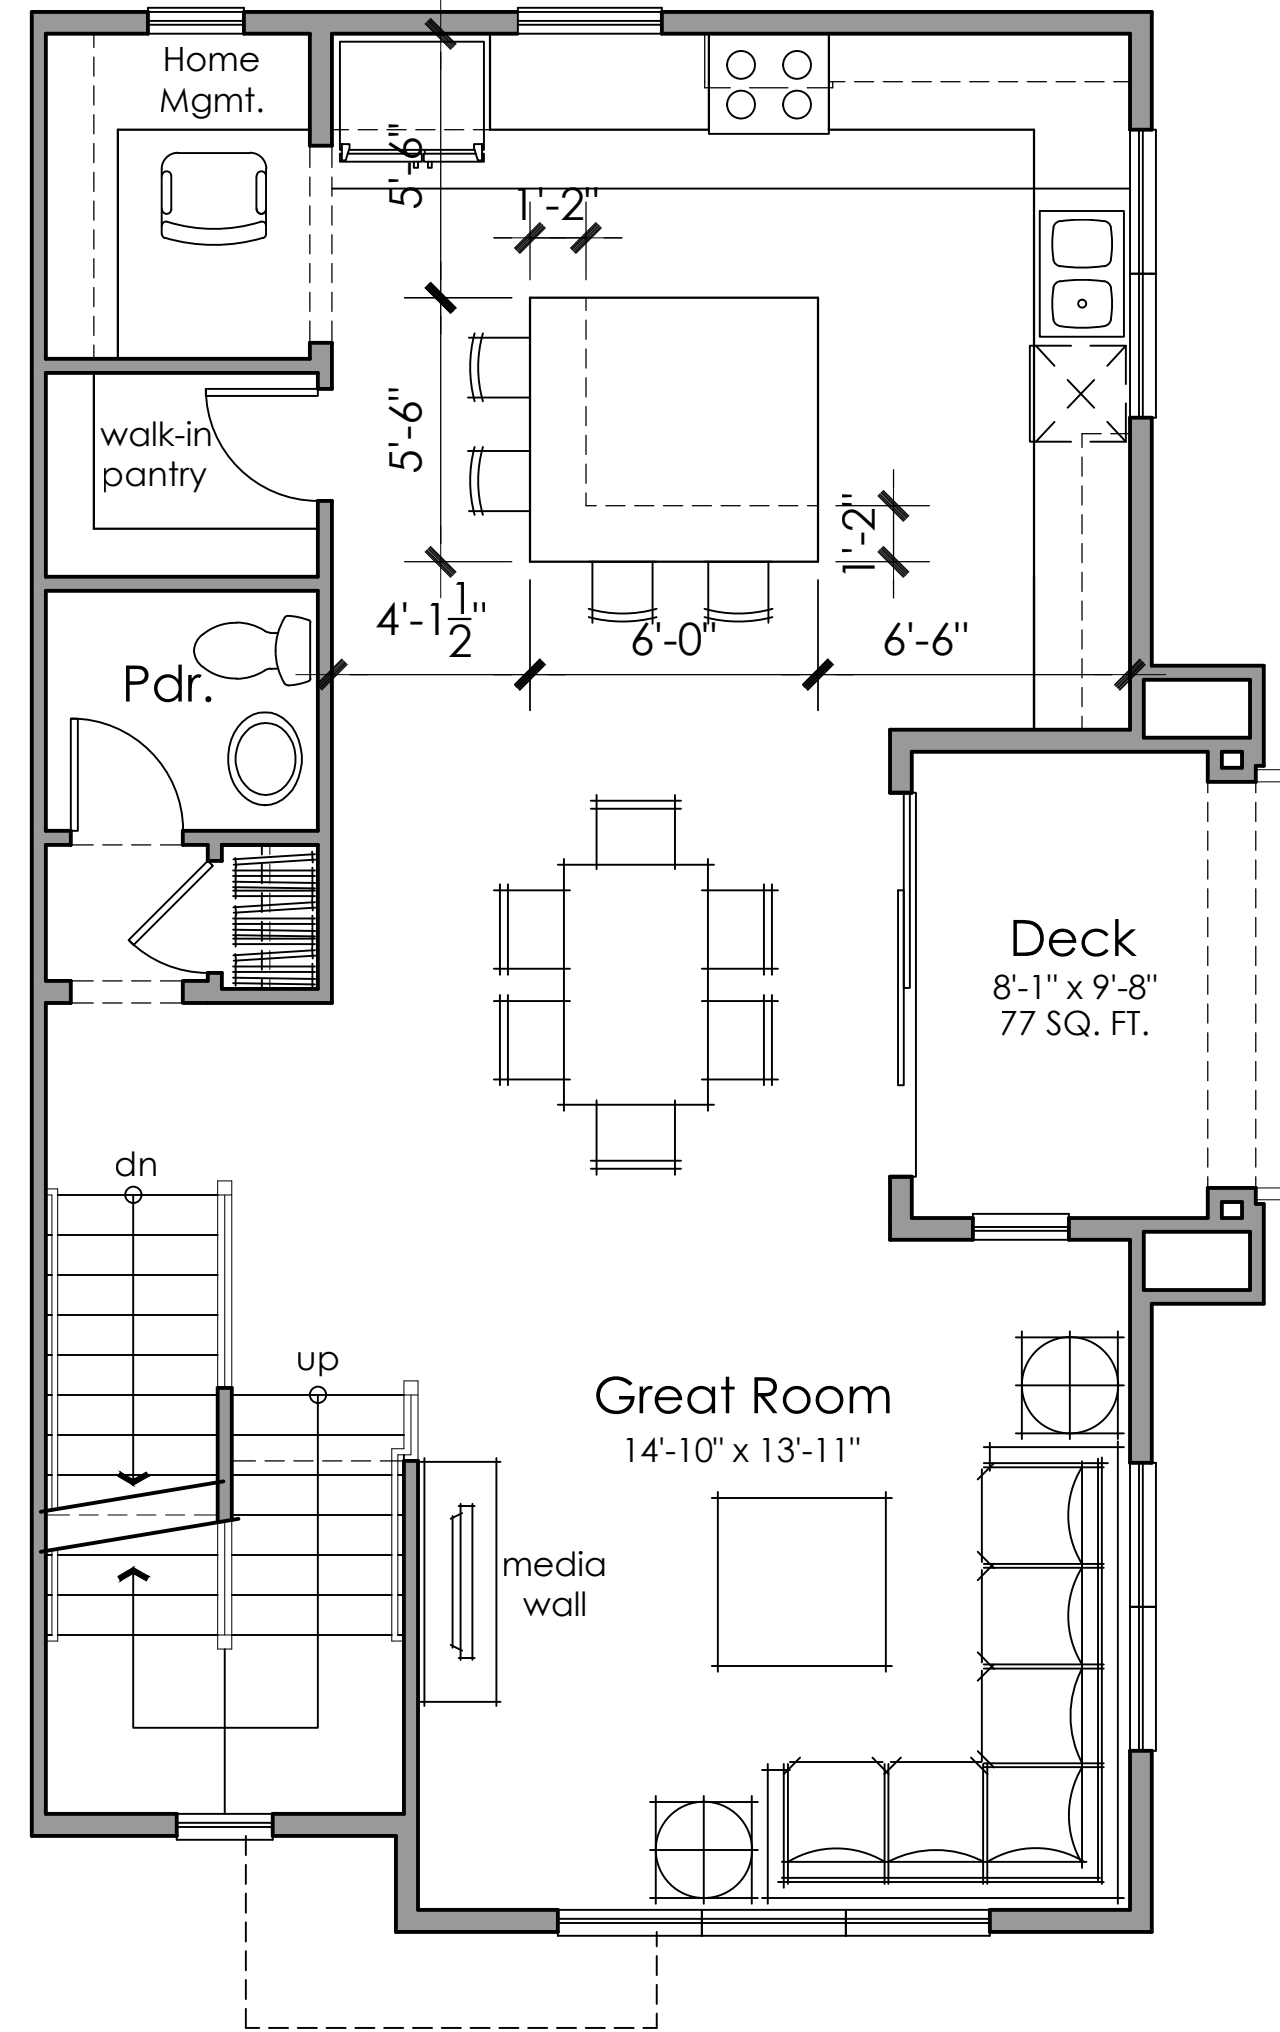 Home
Mgmt.
5'-6"
1'-2"
walk-in
pantry
5'-6"
1'-2"
4'-1 1/2"
6'-0"
6'-6"
Pdr.
Deck
8'-1" x 9'-8"
77 SQ. FT.
dn
up
Great Room
14'-10" x 13'-11"
media
wall